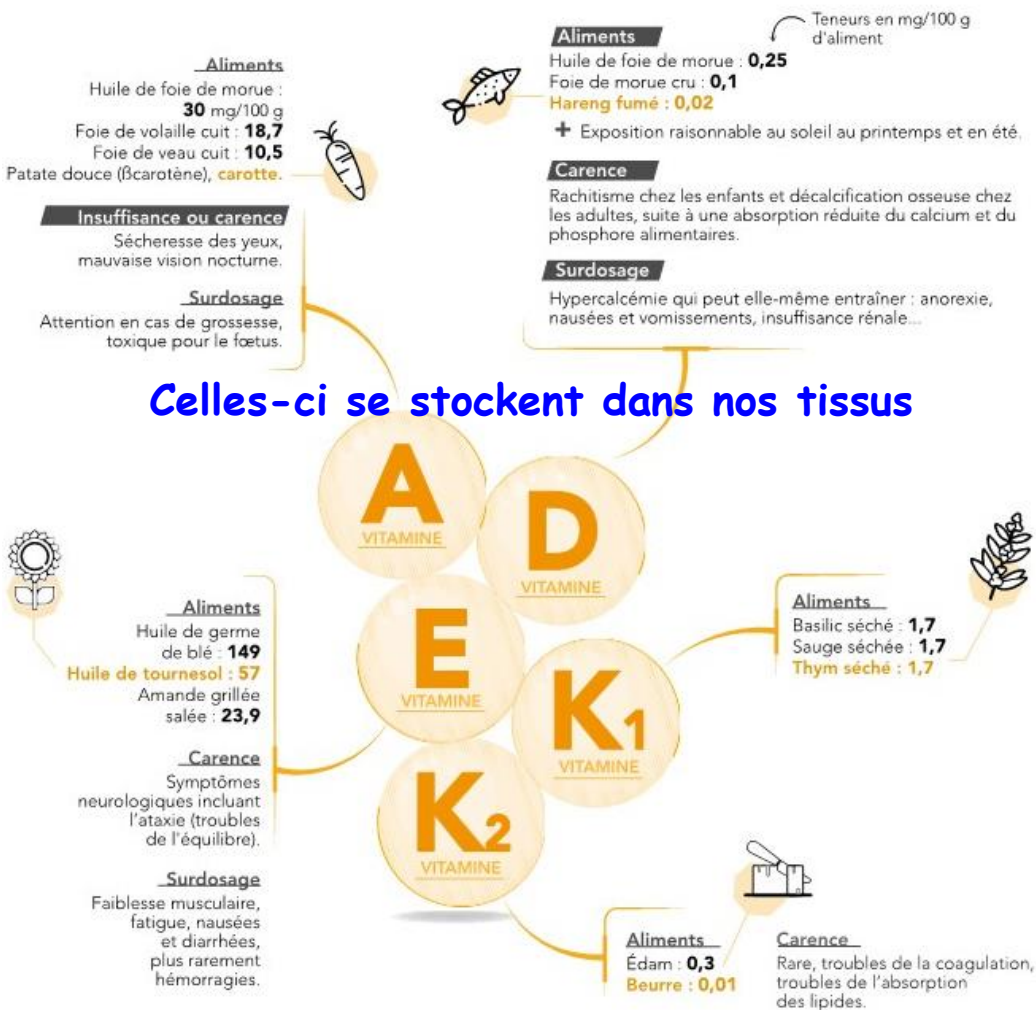 Aliments
Huile de foie de morue :
30 mg/100 g
Foie de volaille cuit : 18,7
Foie de veau cuit : 10,5
Patate douce (βcarotène), carotte.
Insuffisance ou carence
Sécheresse des yeux,
mauvaise vision nocturne.
Surdosage
Attention en cas de grossesse,
toxique pour le fœtus.
Teneurs en mg/100 g
d'aliment
Aliments
Huile de foie de morue : 0,25
Foie de morue cru : 0,1
Hareng fumé : 0,02
+ Exposition raisonnable au soleil au printemps et en été.
Carence
Rachitisme chez les enfants et décalcification osseuse chez
les adultes, suite à une absorption réduite du calcium et du
phosphore alimentaires.
Surdosage
Hypercalcémie qui peut elle-même entraîner : anorexie,
nausées et vomissements, insuffisance rénale...
Celles-ci se stockent dans nos tissus
A
VITAMINE
D
VITAMINE
E
VITAMINE
K1
VITAMINE
K2
VITAMINE
Aliments
Huile de germe
de blé : 149
Huile de tournesol : 57
Amande grillée
salée : 23,9
Carence
Symptômes
neurologiques incluant
l'ataxie (troubles
de l'équilibre).
Surdosage
Faiblesse musculaire,
fatigue, nausées
et diarrhées,
plus rarement
hémorragies.
Aliments
Basilic séché : 1,7
Sauge séchée : 1,7
Thym séché : 1,7
Aliments
Édam : 0,3
Beurre : 0,01
Carence
Rare, troubles de la coagulation,
troubles de l'absorption
des lipides.